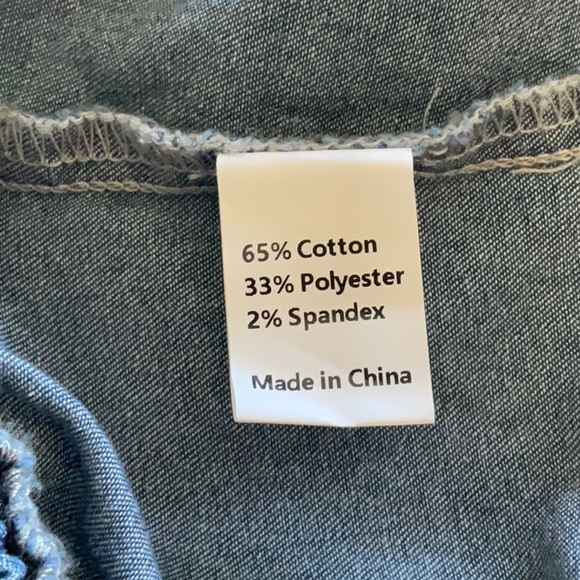 65% Cotton
33% Polyester
2% Spandex
Made in China